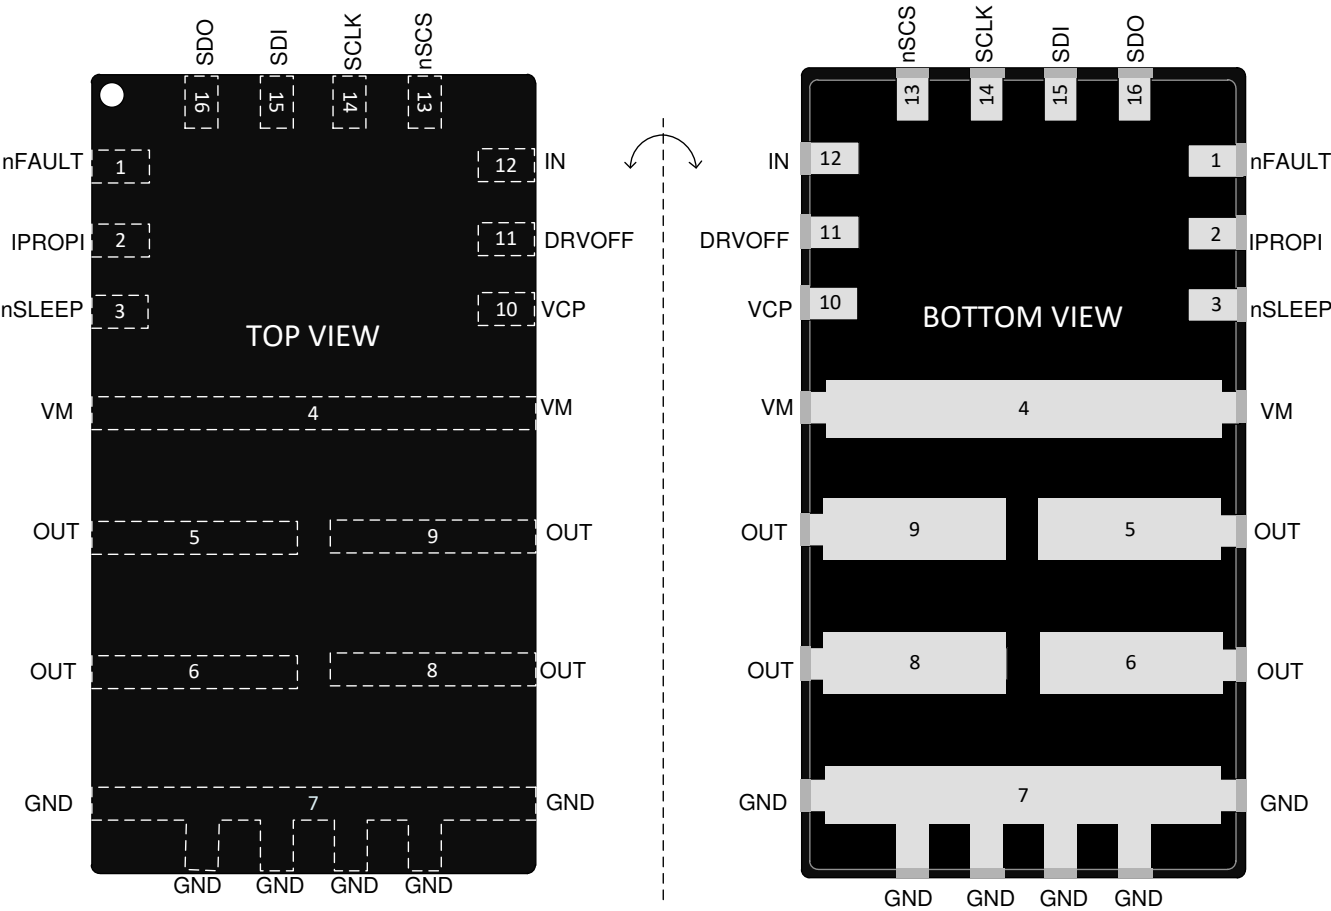 SDO SDI SCLK nSCS
16 15 14 13
nFAULT 1 12 IN
IPROPI 2 11 DRVOFF
nSLEEP 3 10 VCP
TOP VIEW
VM 4 VM
OUT 5 9 OUT
OUT 6 8 OUT
GND 7 GND
GND GND GND GND
nSCS SCLK SDI SDO
13 14 15 16
IN 12 1 nFAULT
DRVOFF 11 2 IPROPI
VCP 10 3 nSLEEP
BOTTOM VIEW
VM 4 VM
OUT 9 5 OUT
OUT 8 6 OUT
GND 7 GND
GND GND GND GND